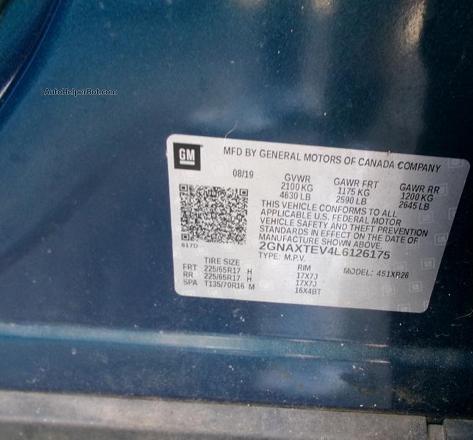 AutoHelperBot.com
GM
MFD BY GENERAL MOTORS OF CANADA COMPANY
08/19
GVWR GAWR FRT GAWR RR
2100 KG 1175 KG 1200 KG
4630 LB 2590 LB 2645 LB
THIS VEHICLE CONFORMS TO ALL
APPLICABLE U.S. FEDERAL MOTOR
VEHICLE SAFETY AND THEFT PREVENTION
STANDARDS IN EFFECT ON THE DATE OF
MANUFACTURE SHOWN ABOVE.
2GNAXTEV4L6126175
TYPE: M.P.V.
817D
TIRE SIZE RIM MODEL: 451XR26
FRT 225/65R17 H 17X7J
RR 225/65R17 H 17X7J
SPA T135/70R16 M 16X4BT